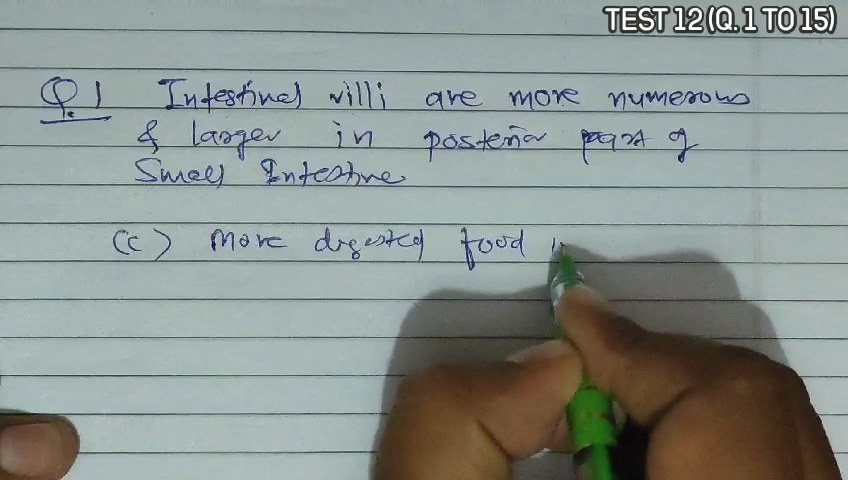 TEST 12 (Q. 1 TO 15)
Q1 Intestinal villi are more numerous
& larger in posterior part of
Small Intestine
(C) More digested food